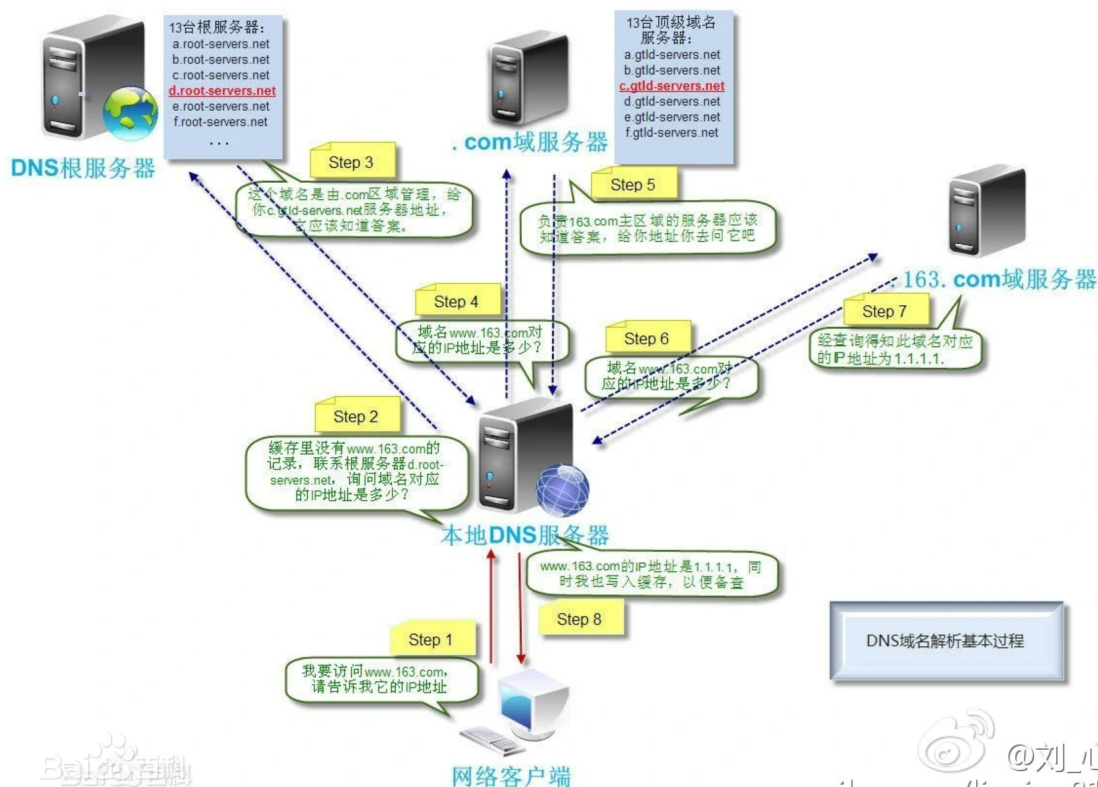 13台根服务器：
a.root-servers.net
b.root-servers.net
c.root-servers.net
d.root-servers.net
e.root-servers.net
f.root-servers.net
...
DNS根服务器
13台顶级域名
服务器：
a.gtld-servers.net
b.gtld-servers.net
c.gtld-servers.net
d.gtld-servers.net
e.gtld-servers.net
f.gtld-servers.net
.com域服务器
Step 3
这个域名是由.com区域管理，给
你c.gtld-servers.net服务器地址，
它应该知道答案。
Step 5
负责163.com主区域的服务器应该
知道答案，给你地址你去问它吧
.163.com域服务器
Step 4
域名www.163.com对
应的IP地址是多少？
Step 6
域名www.163.com对
应的IP地址是多少？
Step 7
经查询得知此域名对应
的IP地址为1.1.1.1.
Step 2
缓存里没有www.163.com的
记录，联系根服务器d.root-
servers.net，询问域名对应
的IP地址是多少？
本地DNS服务器
www.163.com的IP地址是1.1.1.1，同
时我也写入缓存，以便备查
Step 8
Step 1
我要访问www.163.com，
请告诉我它的IP地址
网络客户端
DNS域名解析基本过程
Baidu百科
@刘_心